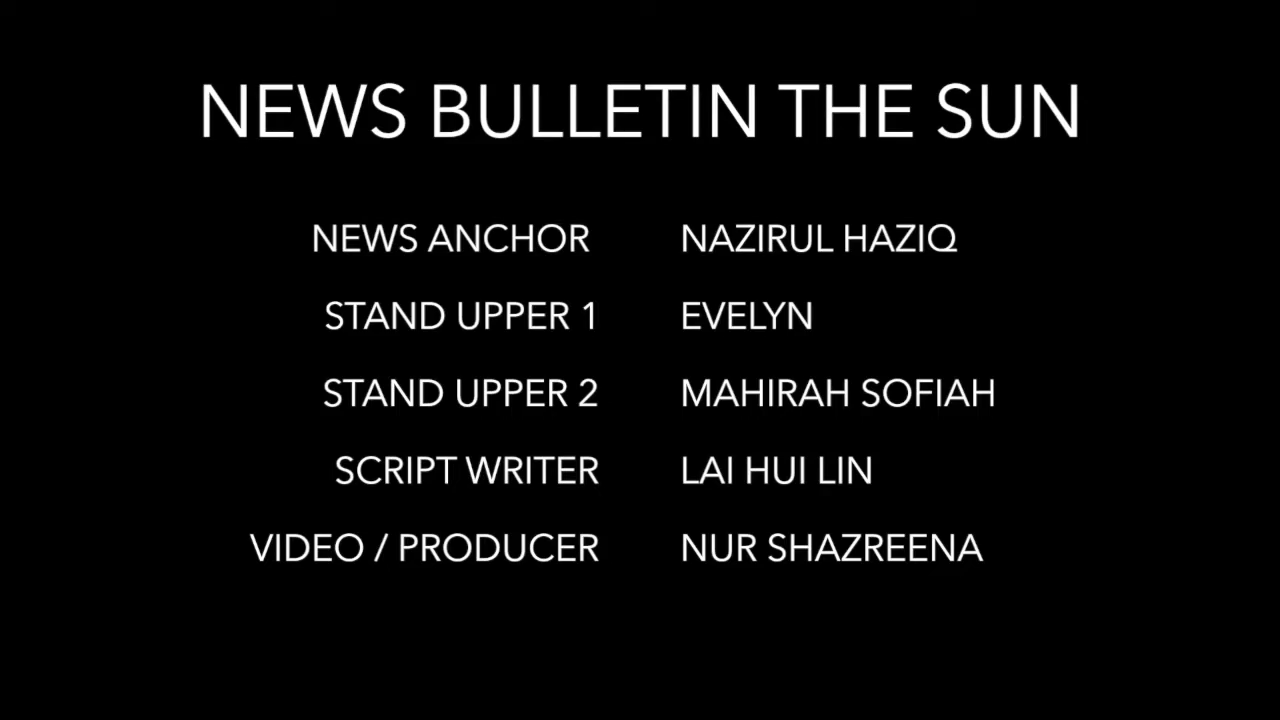 NEWS BULLETIN THE SUN
NEWS ANCHOR NAZIRUL HAZIQ
STAND UPPER 1 EVELYN
STAND UPPER 2 MAHIRAH SOFIAH
SCRIPT WRITER LAI HUI LIN
VIDEO / PRODUCER NUR SHAZREENA